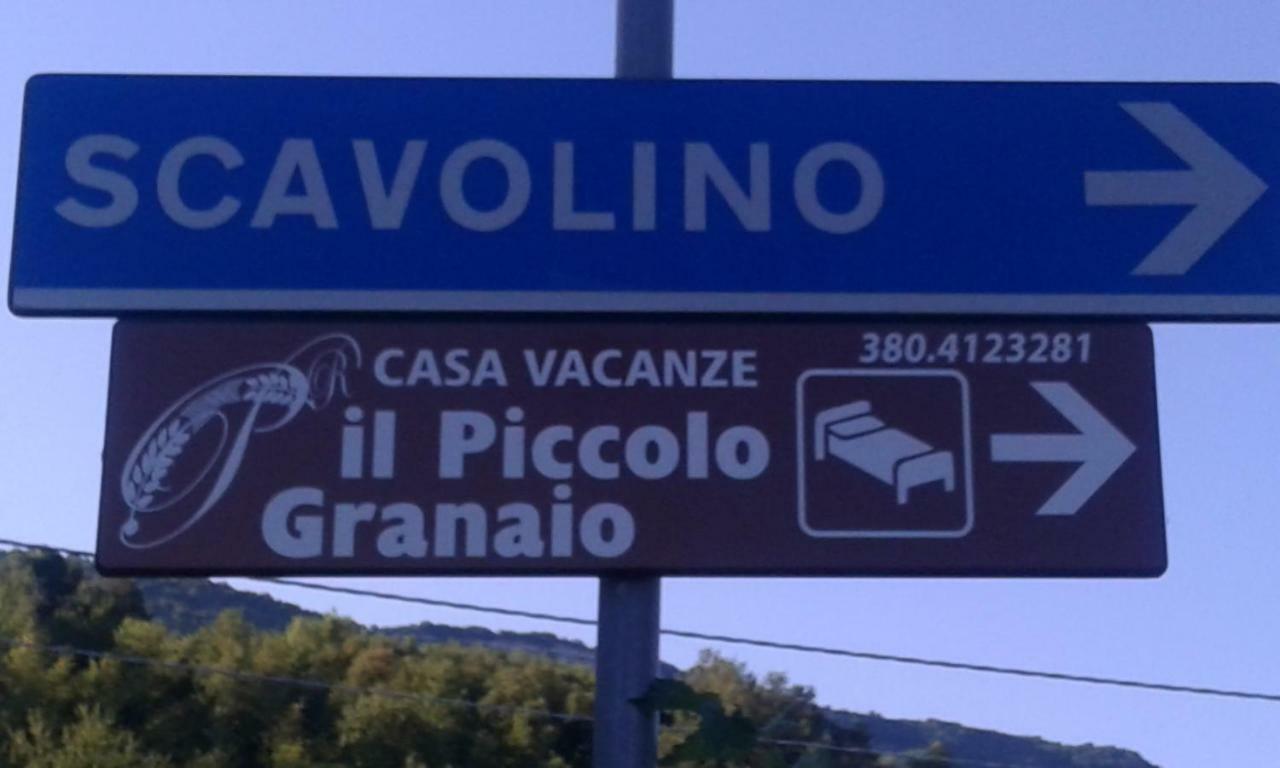 SCAVOLINO
380.4123281
CASA VACANZE
il Piccolo
Granaio